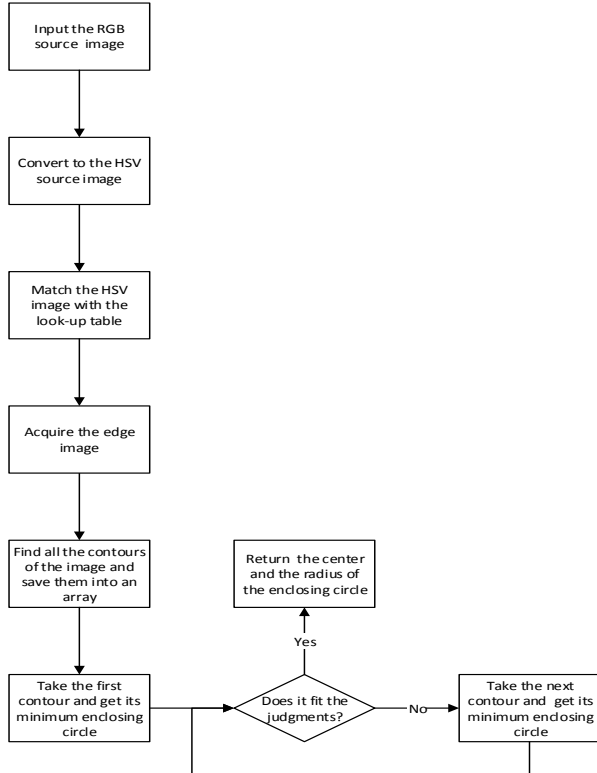 Input the RGB
source image
Convert to the HSV
source image
Match the HSV
image with the
look-up table
Acquire the edge
image
Find all the contours
of the image and
save them into an
array
Return the center
and the radius of
the enclosing circle
Yes
Take the first
contour and get its
minimum enclosing
circle
Does it fit the
judgments?
No
Take the next
contour and get its
minimum enclosing
circle